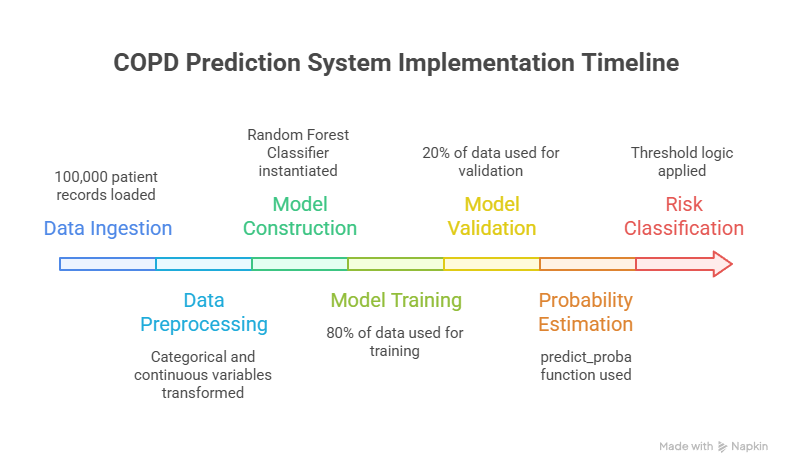 COPD Prediction System Implementation Timeline
100,000 patient
records loaded
Data Ingestion
Data
Preprocessing
Categorical and
continuous variables
transformed
Random Forest
Classifier
instantiated
Model
Construction
Model Training
80% of data used for
training
20% of data used for
validation
Model
Validation
Probability
Estimation
predict_proba
function used
Threshold logic
applied
Risk
Classification
Made with Napkin